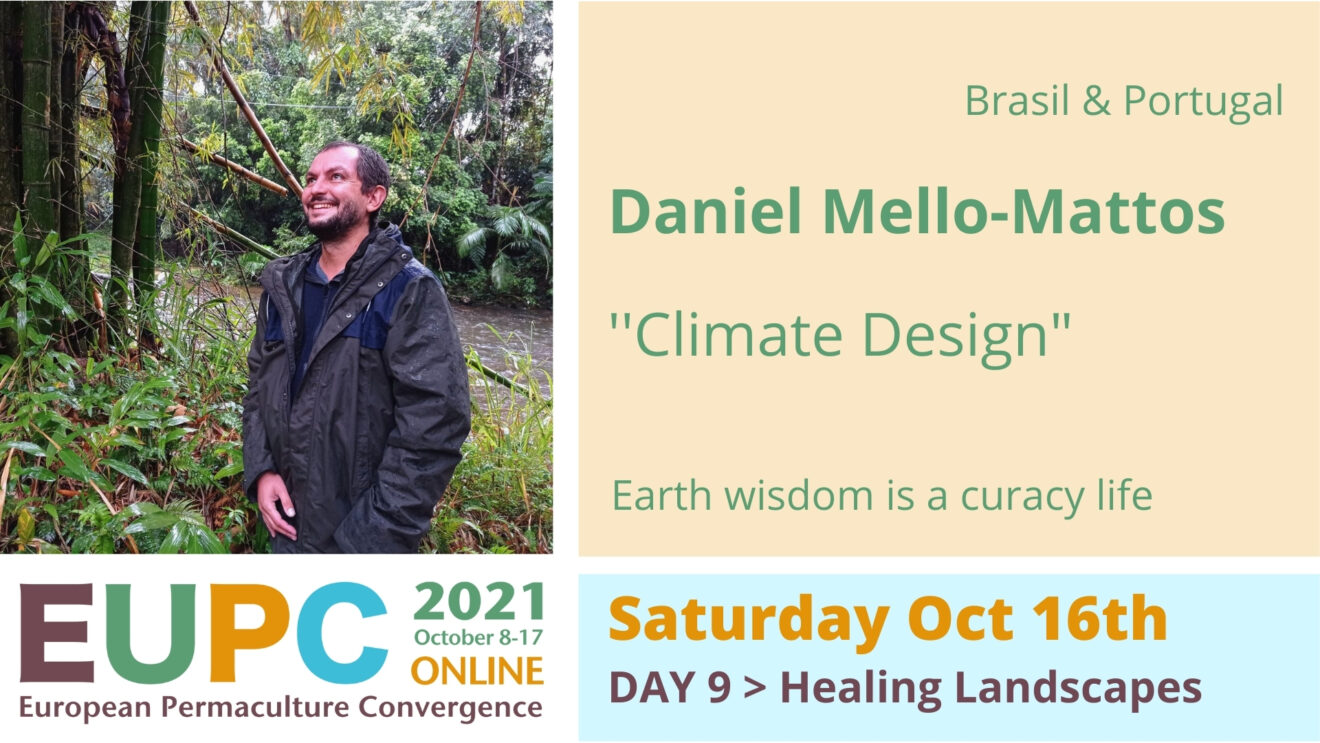 Brasil & Portugal
Daniel Mello-Mattos
''Climate Design"
Earth wisdom is a curacy life
EUPC
2021
October 8-17
ONLINE
European Permaculture Convergence
Saturday Oct 16th
DAY 9 > Healing Landscapes